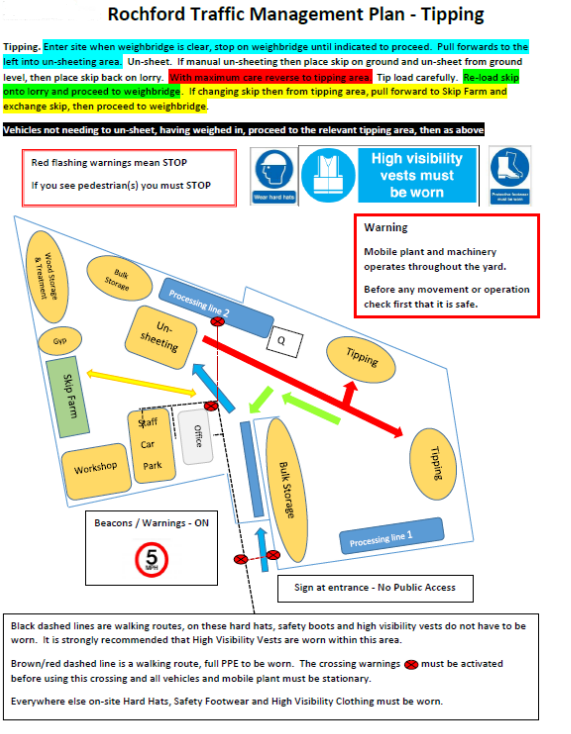 Rochford Traffic Management Plan - Tipping
Tipping. Enter site when weighbridge is clear, stop on weighbridge until indicated to proceed. Pull forwards to the
left into un-sheeting area. Un-sheet. If manual un-sheeting then place skip on ground and un-sheet from ground
level, then place skip back on lorry. With maximum care reverse to tipping area. Tip load carefully. Re-load skip
onto lorry and proceed to weighbridge. If changing skip then from tipping area, pull forward to Skip Farm and
exchange skip, then proceed to weighbridge.
Vehicles not needing to un-sheet, having weighed in, proceed to the relevant tipping area, then as above
Red flashing warnings mean STOP
If you see pedestrian(s) you must STOP
Wear hard hats
High visibility
vests must
be worn
Protective footwear
must be worn
Warning
Mobile plant and machinery
operates throughout the yard.
Before any movement or operation
check first that it is safe.
Wood Storage
& Treatment
Bulk
Storage
Processing line 2
Un-
sheeting
Q
Tipping
Gyp
Skip Farm
Staff
Car
Park
Office
Workshop
Bulk Storage
Tipping
Processing line 1
Beacons / Warnings - ON
5
MPH
Sign at entrance - No Public Access
Black dashed lines are walking routes, on these hard hats, safety boots and high visibility vests do not have to be
worn. It is strongly recommended that High Visibility Vests are worn within this area.
Brown/red dashed line is a walking route, full PPE to be worn. The crossing warnings must be activated
before using this crossing and all vehicles and mobile plant must be stationary.
Everywhere else on-site Hard Hats, Safety Footwear and High Visibility Clothing must be worn.